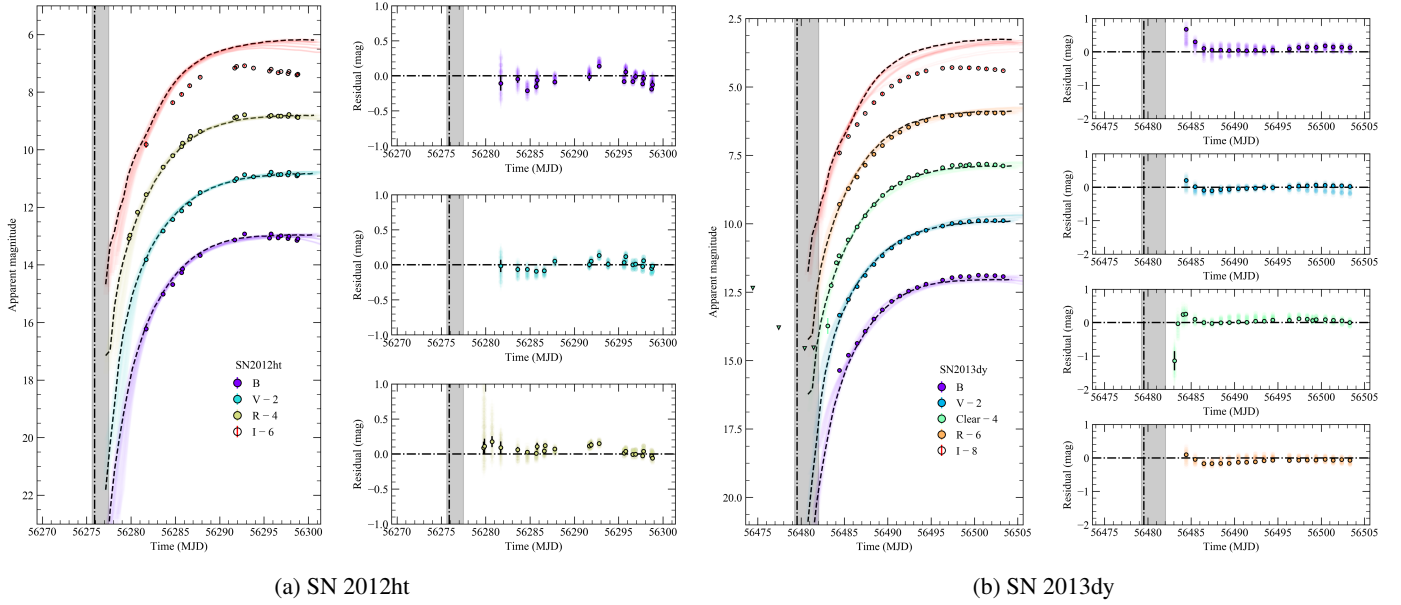 6
8
10
12
14
16
18
20
22
Apparent magnitude
SN2012ht
B
V − 2
R − 4
I − 6
56270 56275 56280 56285 56290 56295 56300
Time (MJD)
1.0
0.5
0.0
−0.5
−1.0
Residual (mag)
56270 56275 56280 56285 56290 56295 56300
Time (MJD)
1.0
0.5
0.0
−0.5
−1.0
Residual (mag)
56270 56275 56280 56285 56290 56295 56300
Time (MJD)
1.0
0.5
0.0
−0.5
−1.0
Residual (mag)
56270 56275 56280 56285 56290 56295 56300
Time (MJD)
(a) SN 2012ht
2.5
5.0
7.5
10.0
12.5
15.0
17.5
20.0
Apparent magnitude
SN2013dy
B
V − 2
Clear − 4
R − 6
I − 8
56475 56480 56485 56490 56495 56500 56505
Time (MJD)
1
0
−1
−2
Residual (mag)
56475 56480 56485 56490 56495 56500 56505
Time (MJD)
1
0
−1
−2
Residual (mag)
56475 56480 56485 56490 56495 56500 56505
Time (MJD)
1
0
−1
−2
Residual (mag)
56475 56480 56485 56490 56495 56500 56505
Time (MJD)
1
0
−1
−2
Residual (mag)
56475 56480 56485 56490 56495 56500 56505
Time (MJD)
(b) SN 2013dy